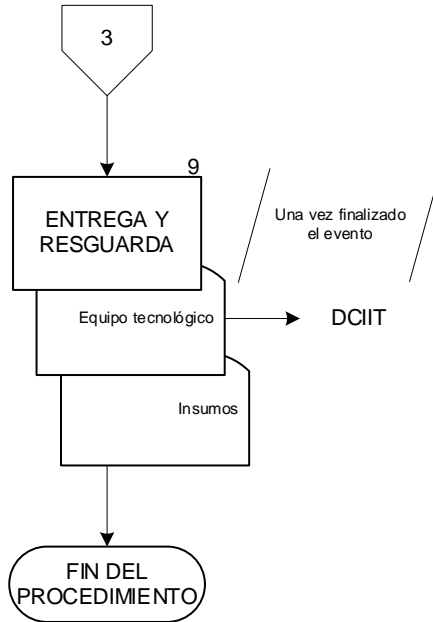 3
9
ENTREGA Y
RESGUARDA
Una vez finalizado
el evento
Equipo tecnológico
DCIIT
Insumos
FIN DEL
PROCEDIMIENTO